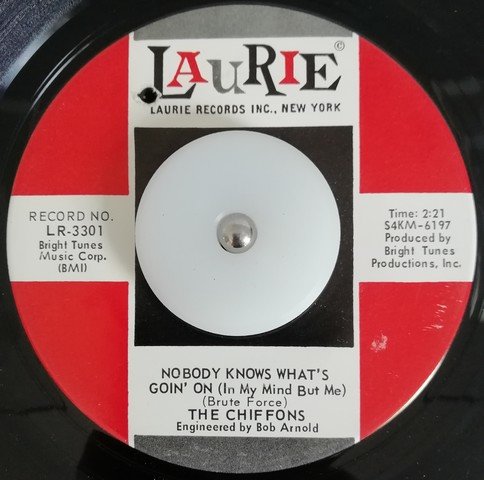 LAURIE ©
LAURIE RECORDS INC., NEW YORK
RECORD NO.
LR-3301
Bright Tunes
Music Corp.
(BMI)
Time: 2:21
S4KM-6197
Produced by
Bright Tunes
Productions, Inc.
NOBODY KNOWS WHAT'S
GOIN' ON (In My Mind But Me)
(Brute Force)
THE CHIFFONS
Engineered by Bob Arnold